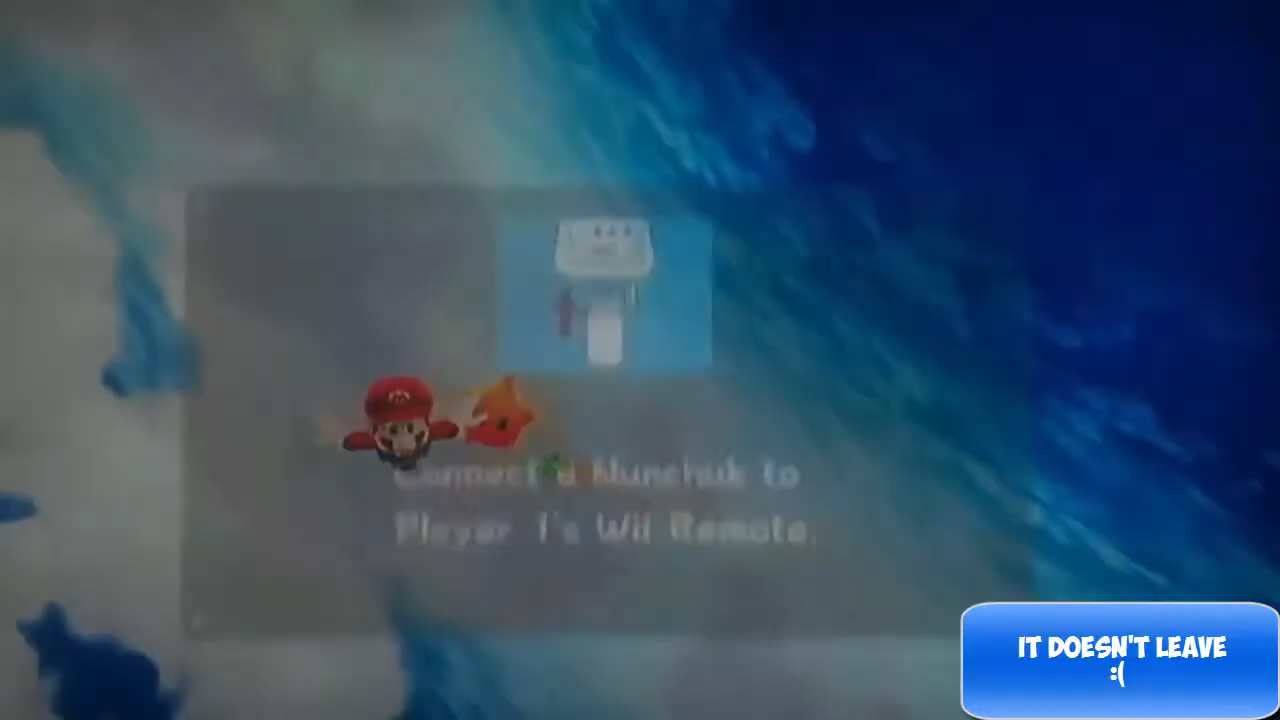 Connect a Nunchuk to
Player 1's Wii Remote.
IT DOESN'T LEAVE
:(